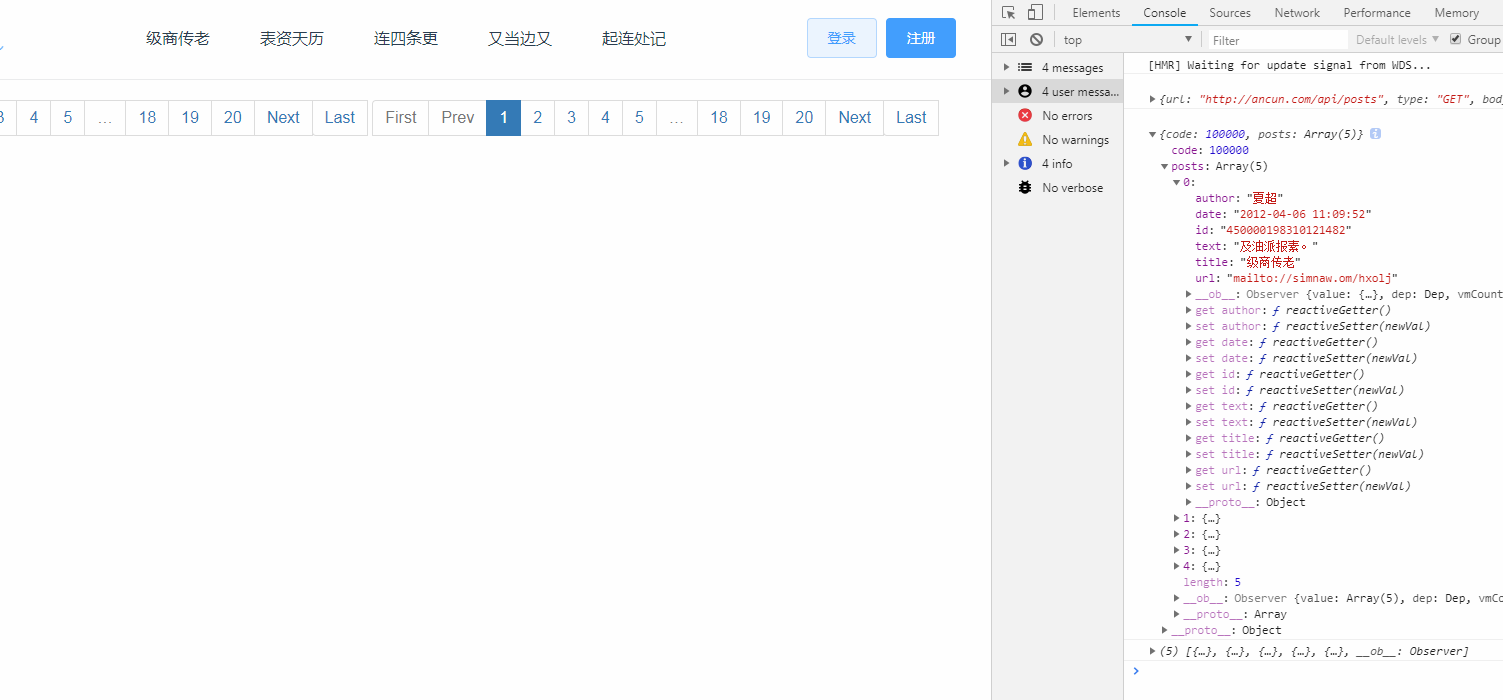 级商传老 表资天历 连四条更 又当边又 起连处记 登录 注册
3 4 5 ... 18 19 20 Next Last First Prev 1 2 3 4 5 ... 18 19 20 Next Last
Elements Console Sources Network Performance Memory
top Filter Default levels Group
4 messages
4 user messa...
No errors
No warnings
4 info
No verbose
[HMR] Waiting for update signal from WDS...
{url: "http://ancun.com/api/posts", type: "GET", body
{code: 100000, posts: Array(5)}
code: 100000
posts: Array(5)
0:
author: "夏超"
date: "2012-04-06 11:09:52"
id: "450000198310121482"
text: "及油派报素。"
title: "级商传老"
url: "mailto://simnaw.om/hxolj"
__ob__: Observer {value: {…}, dep: Dep, vmCount
get author: ƒ reactiveGetter()
set author: ƒ reactiveSetter(newVal)
get date: ƒ reactiveGetter()
set date: ƒ reactiveSetter(newVal)
get id: ƒ reactiveGetter()
set id: ƒ reactiveSetter(newVal)
get text: ƒ reactiveGetter()
set text: ƒ reactiveSetter(newVal)
get title: ƒ reactiveGetter()
set title: ƒ reactiveSetter(newVal)
get url: ƒ reactiveGetter()
set url: ƒ reactiveSetter(newVal)
__proto__: Object
1: {…}
2: {…}
3: {…}
4: {…}
length: 5
__ob__: Observer {value: Array(5), dep: Dep, vmCo
__proto__: Array
__proto__: Object
(5) [{…}, {…}, {…}, {…}, {…}, __ob__: Observer]